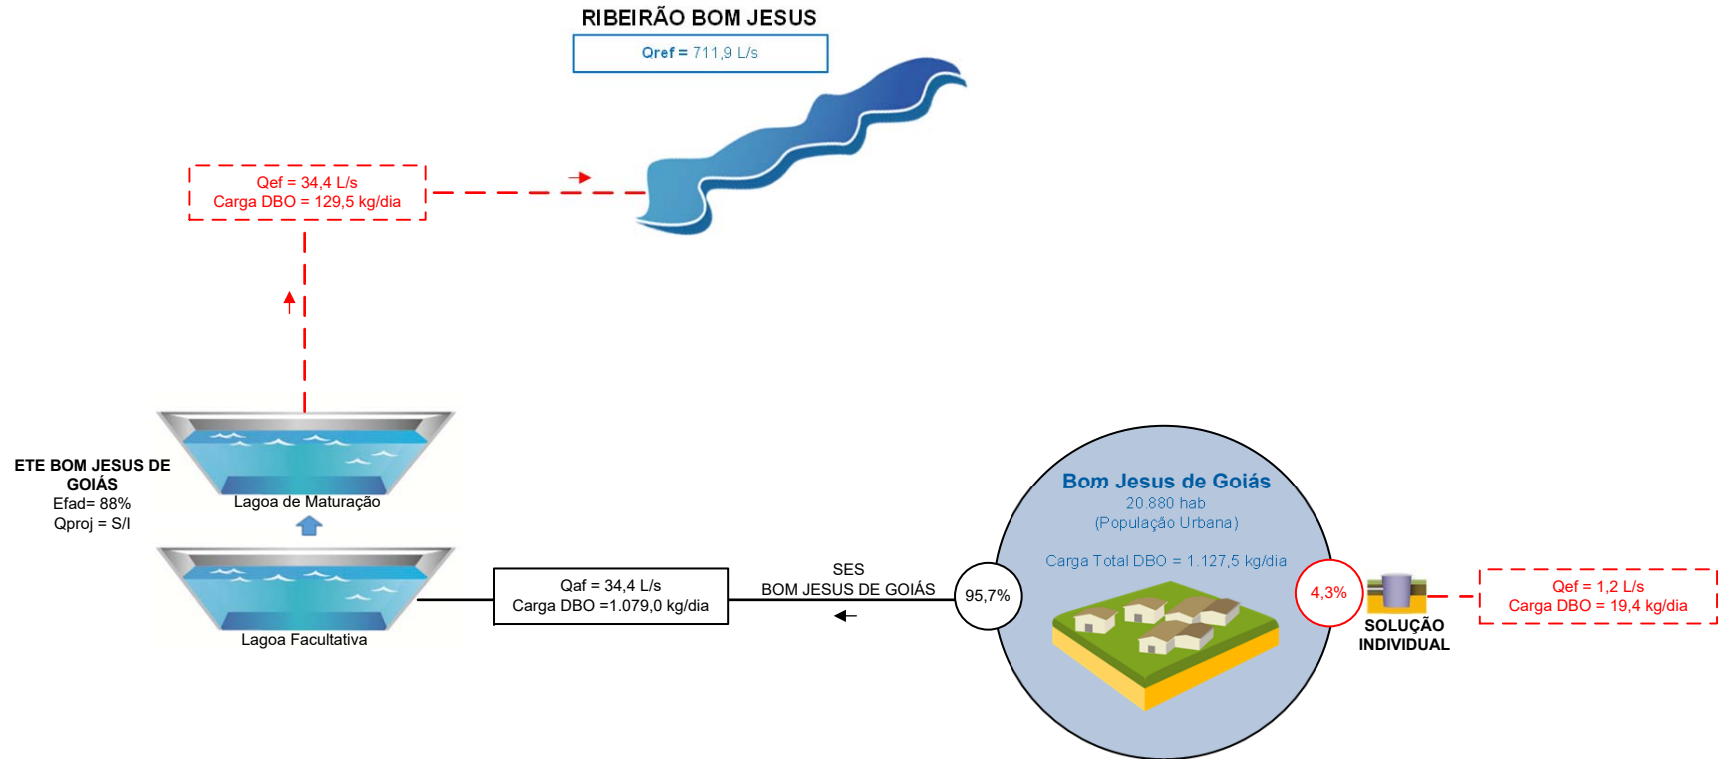 RIBEIRÃO BOM JESUS
Qref = 711,9 L/s
Qef = 34,4 L/s
Carga DBO = 129,5 kg/dia
ETE BOM JESUS DE
GOIÁS
Efad= 88%
Qproj = S/I
Lagoa de Maturação
Lagoa Facultativa
Qaf = 34,4 L/s
Carga DBO =1.079,0 kg/dia
SES
BOM JESUS DE GOIÁS
95,7%
Bom Jesus de Goiás
20.880 hab
(População Urbana)
Carga Total DBO = 1.127,5 kg/dia
4,3%
SOLUÇÃO
INDIVIDUAL
Qef = 1,2 L/s
Carga DBO = 19,4 kg/dia